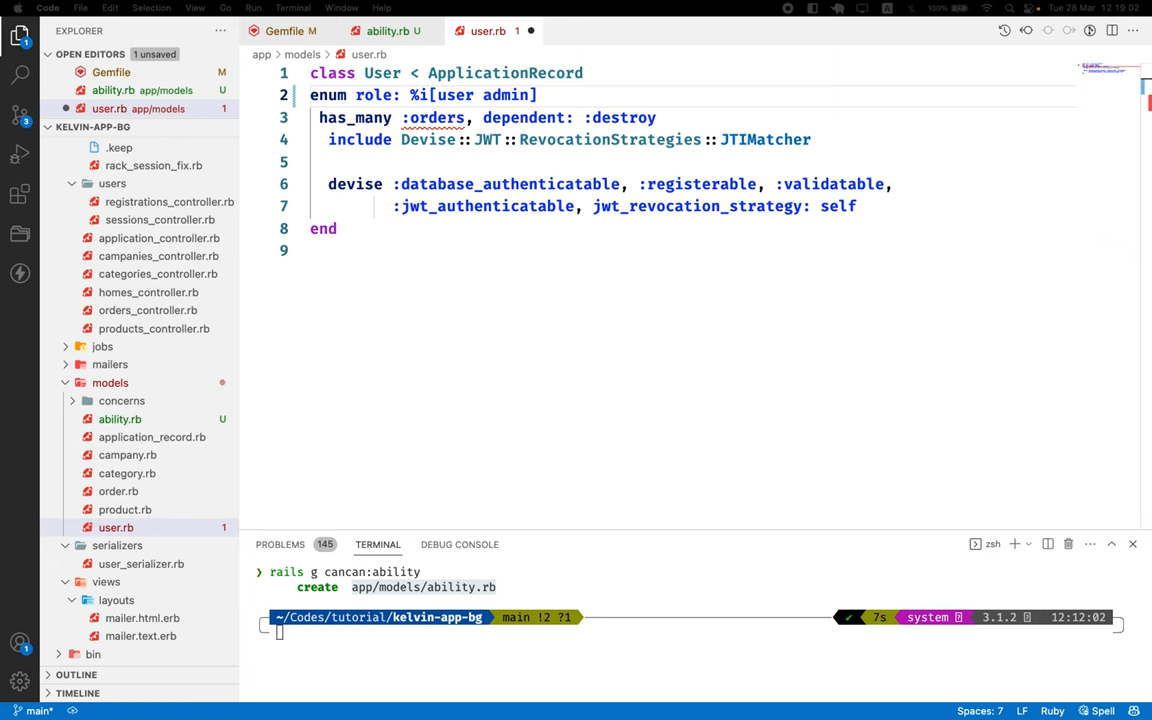 Code File Edit Selection View Go Run Terminal Window Help 100% A Tue 28 Mar 12:19:02
EXPLORER
OPEN EDITORS 1 unsaved
Gemfile M
ability.rb app/models U
user.rb app/models 1
KELVIN-APP-BG
.keep
rack_session_fix.rb
users
registrations_controller.rb
sessions_controller.rb
application_controller.rb
campanies_controller.rb
categories_controller.rb
homes_controller.rb
orders_controller.rb
products_controller.rb
jobs
mailers
models
concerns
ability.rb U
application_record.rb
campany.rb
category.rb
order.rb
product.rb
user.rb 1
serializers
user_serializer.rb
views
layouts
mailer.html.erb
mailer.text.erb
bin
OUTLINE
TIMELINE
Gemfile M ability.rb U user.rb 1
app > models > user.rb
1 class User < ApplicationRecord
2 enum role: %i[user admin]
3 has_many :orders, dependent: :destroy
4 include Devise::JWT::RevocationStrategies::JTIMatcher
5
6 devise :database_authenticatable, :registerable, :validatable,
7 :jwt_authenticatable, jwt_revocation_strategy: self
8 end
9
PROBLEMS 145 TERMINAL DEBUG CONSOLE zsh
❯ rails g cancan:ability
create app/models/ability.rb
~/Codes/tutorial/kelvin-app-bg main !2 ?1 ✔ 7s system 3.1.2 12:12:02
main* Spaces: 7 LF Ruby Spell